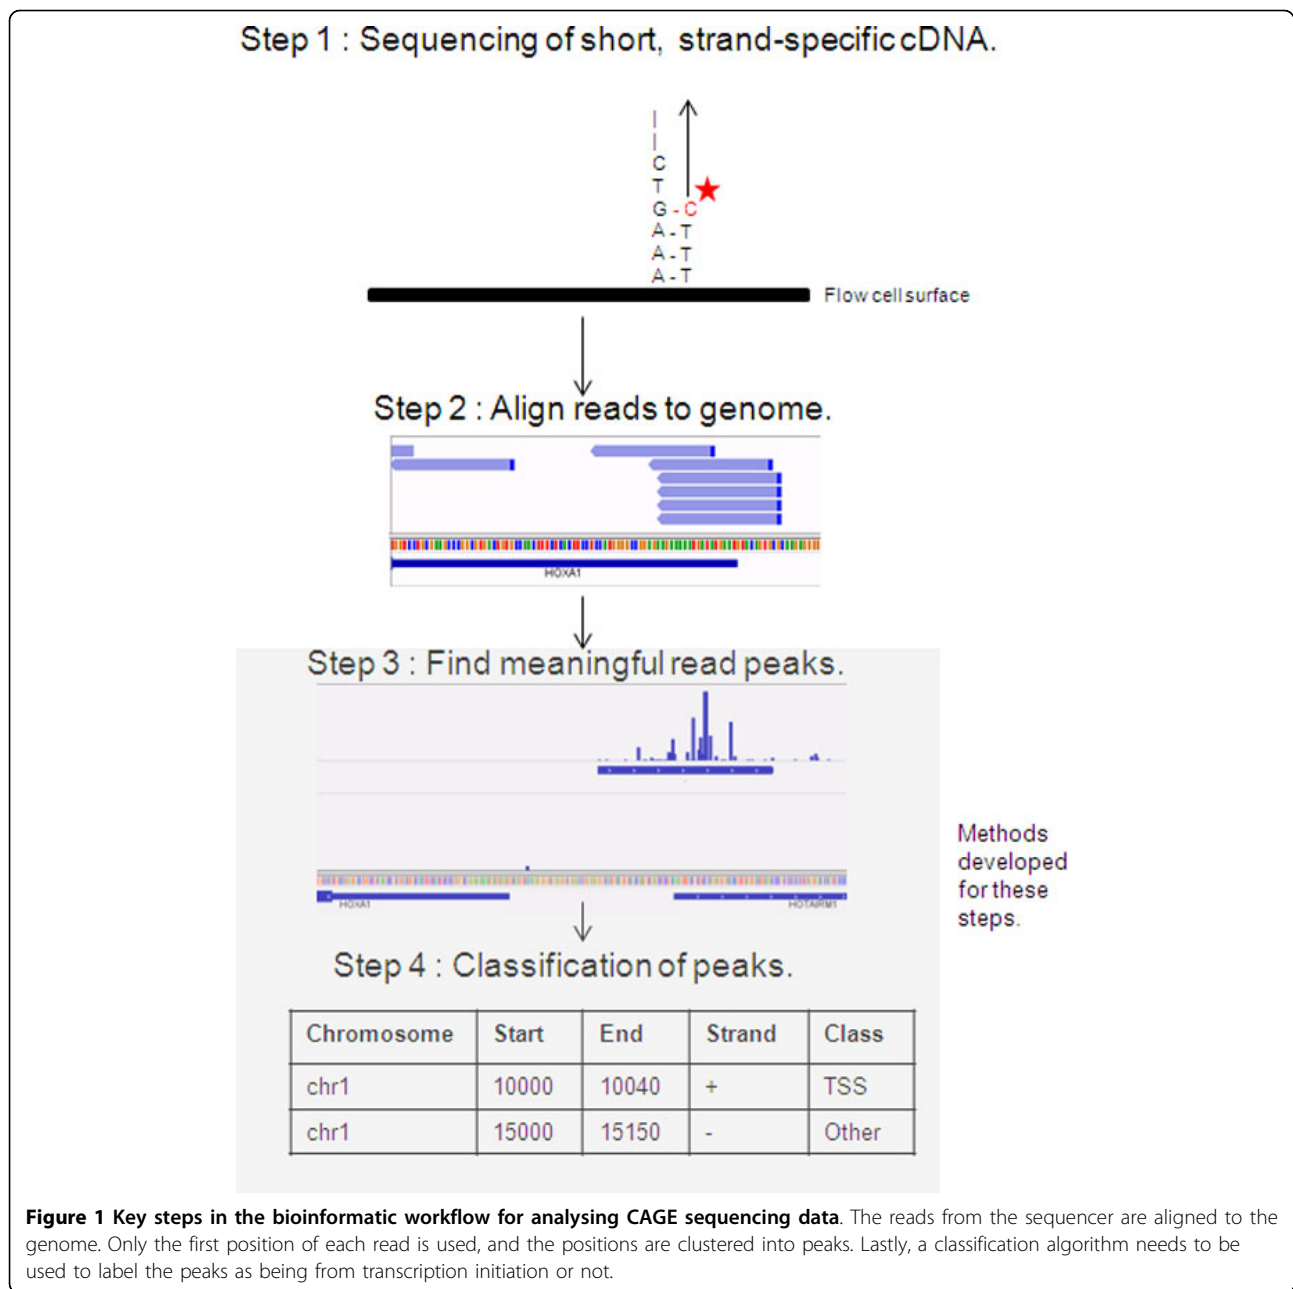 Step 1 : Sequencing of short, strand-specific cDNA.
|
|
C
T
G - C
A - T
A - T
A - T
Flow cell surface
Step 2 : Align reads to genome.
HOXA1
Step 3 : Find meaningful read peaks.
HOXA1 HOTAIRM1
Methods
developed
for these
steps.
Step 4 : Classification of peaks.
Chromosome Start End Strand Class
chr1 10000 10040 + TSS
chr1 15000 15150 - Other
Figure 1 Key steps in the bioinformatic workflow for analysing CAGE sequencing data. The reads from the sequencer are aligned to the
genome. Only the first position of each read is used, and the positions are clustered into peaks. Lastly, a classification algorithm needs to be
used to label the peaks as being from transcription initiation or not.